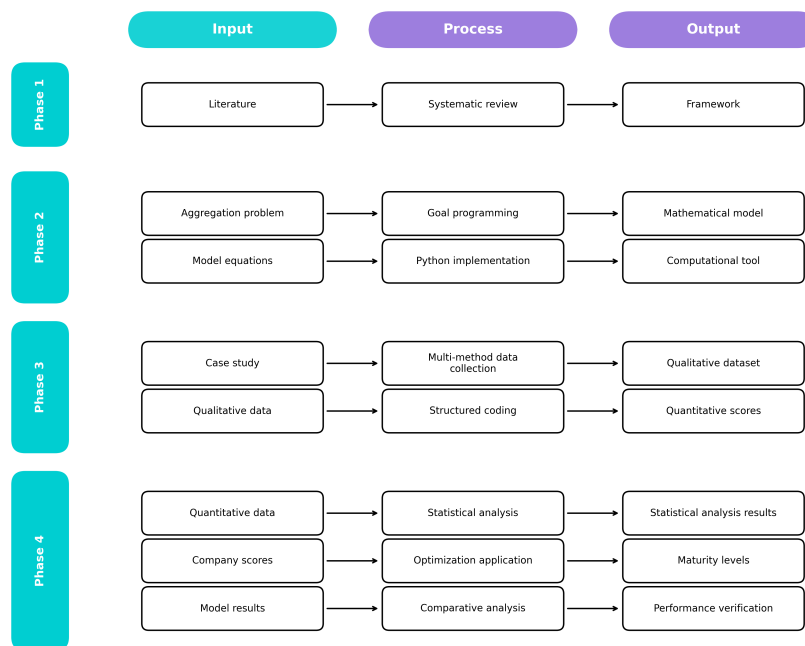 Input
Process
Output
Phase 1
Literature
Systematic review
Framework
Phase 2
Aggregation problem
Goal programming
Mathematical model
Model equations
Python implementation
Computational tool
Phase 3
Case study
Multi-method data
collection
Qualitative dataset
Qualitative data
Structured coding
Quantitative scores
Phase 4
Quantitative data
Statistical analysis
Statistical analysis results
Company scores
Optimization application
Maturity levels
Model results
Comparative analysis
Performance verification